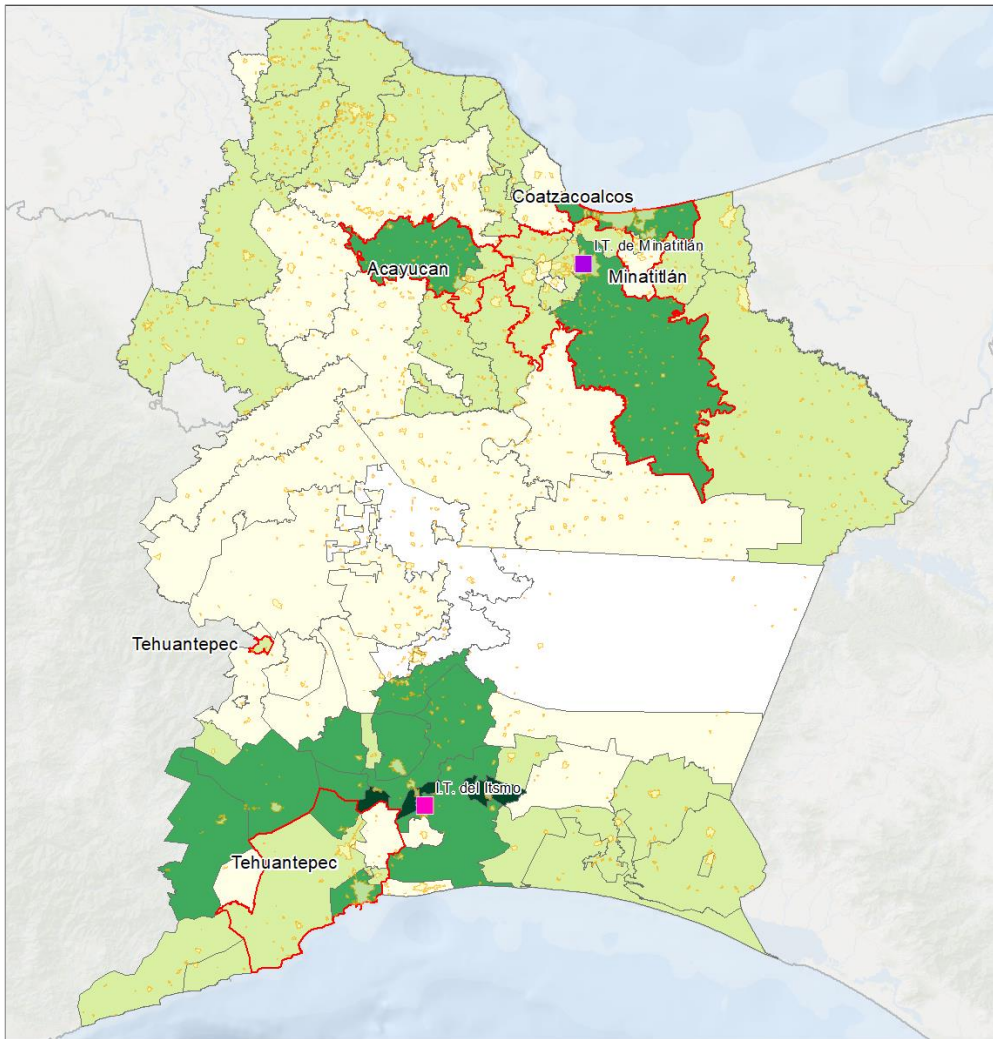 Coatzacoalcos
I.T. de Minatitlán
Acayucan
Minatitlán
Tehuantepec
I.T. del Itsmo
Tehuantepec